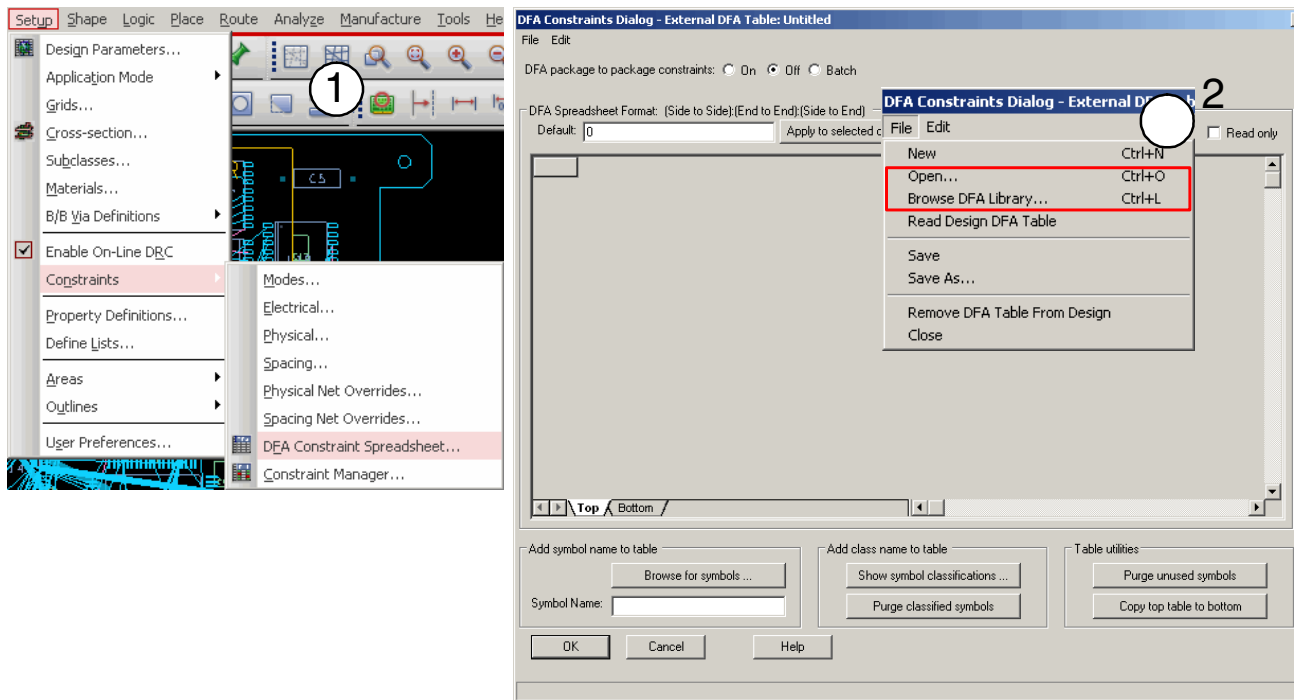 Setup Shape Logic Place Route Analyze Manufacture Tools He
Design Parameters...
Application Mode
Grids...
Cross-section...
Subclasses...
Materials...
B/B Via Definitions
Enable On-Line DRC
Constraints
Property Definitions...
Define Lists...
Areas
Outlines
User Preferences...
1
C5
Modes...
Electrical...
Physical...
Spacing...
Physical Net Overrides...
Spacing Net Overrides...
DFA Constraint Spreadsheet...
Constraint Manager...
DFA Constraints Dialog - External DFA Table: Untitled
File Edit
DFA package to package constraints: On Off Batch
DFA Spreadsheet Format: (Side to Side):(End to End):(Side to End)
Default: 0 Apply to selected c
Read only
DFA Constraints Dialog - External D
2
File Edit
New Ctrl+N
Open... Ctrl+O
Browse DFA Library... Ctrl+L
Read Design DFA Table
Save
Save As...
Remove DFA Table From Design
Close
Top Bottom
Add symbol name to table
Browse for symbols ...
Symbol Name:
Add class name to table
Show symbol classifications ...
Purge classified symbols
Table utilities
Purge unused symbols
Copy top table to bottom
OK Cancel Help